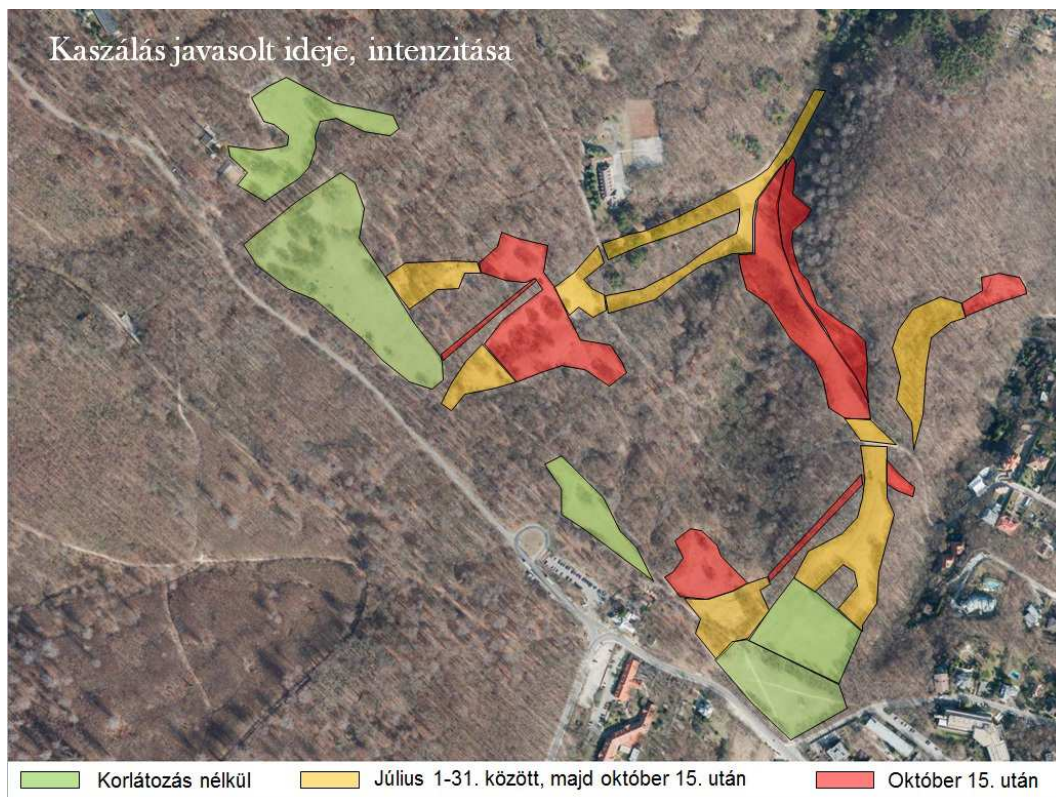 Kaszálás javasolt ideje, intenzitása
Korlátozás nélkül
Július 1-31. között, majd október 15. után
Október 15. után